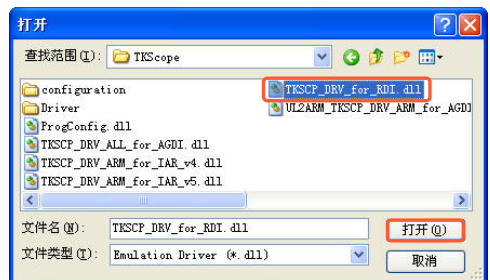 打开
查找范围(I): TKScope
configuration
Driver
ProgConfig.dll
TKSCP_DRV_ALL_for_AGDI.dll
TKSCP_DRV_ARM_for_IAR_v4.dll
TKSCP_DRV_ARM_for_IAR_v5.dll
TKSCP_DRV_for_RDI.dll
UL2ARM_TKSCP_DRV_ARM_for_AGDI
文件名(N): TKSCP_DRV_for_RDI.dll 打开(O)
文件类型(T): Emulation Driver (*.dll) 取消